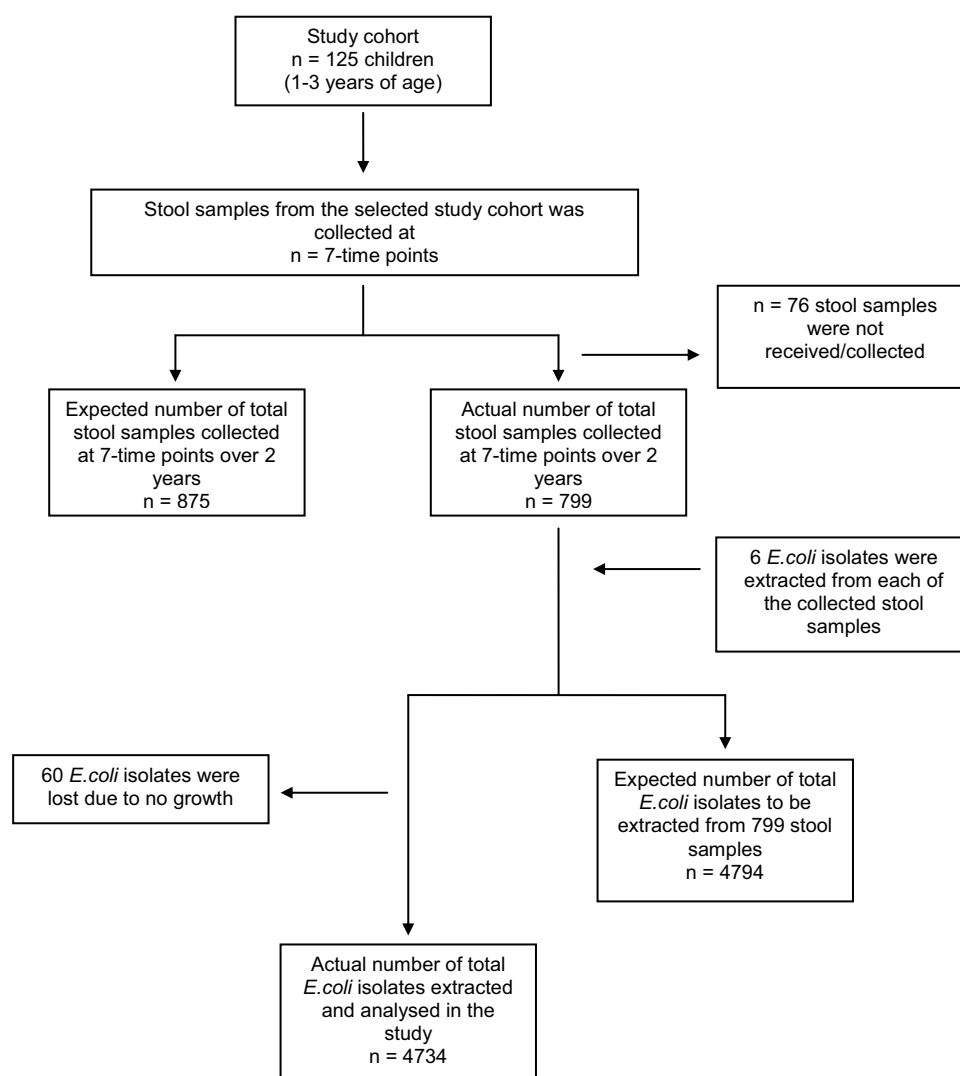 Study cohort
n = 125 children
(1-3 years of age)
Stool samples from the selected study cohort was
collected at
n = 7-time points
n = 76 stool samples
were not
received/collected
Expected number of total
stool samples collected
at 7-time points over 2
years
n = 875
Actual number of total
stool samples collected
at 7-time points over 2
years
n = 799
6 E.coli isolates were
extracted from each of
the collected stool
samples
60 E.coli isolates were
lost due to no growth
Expected number of total
E.coli isolates to be
extracted from 799 stool
samples
n = 4794
Actual number of total
E.coli isolates extracted
and analysed in the
study
n = 4734